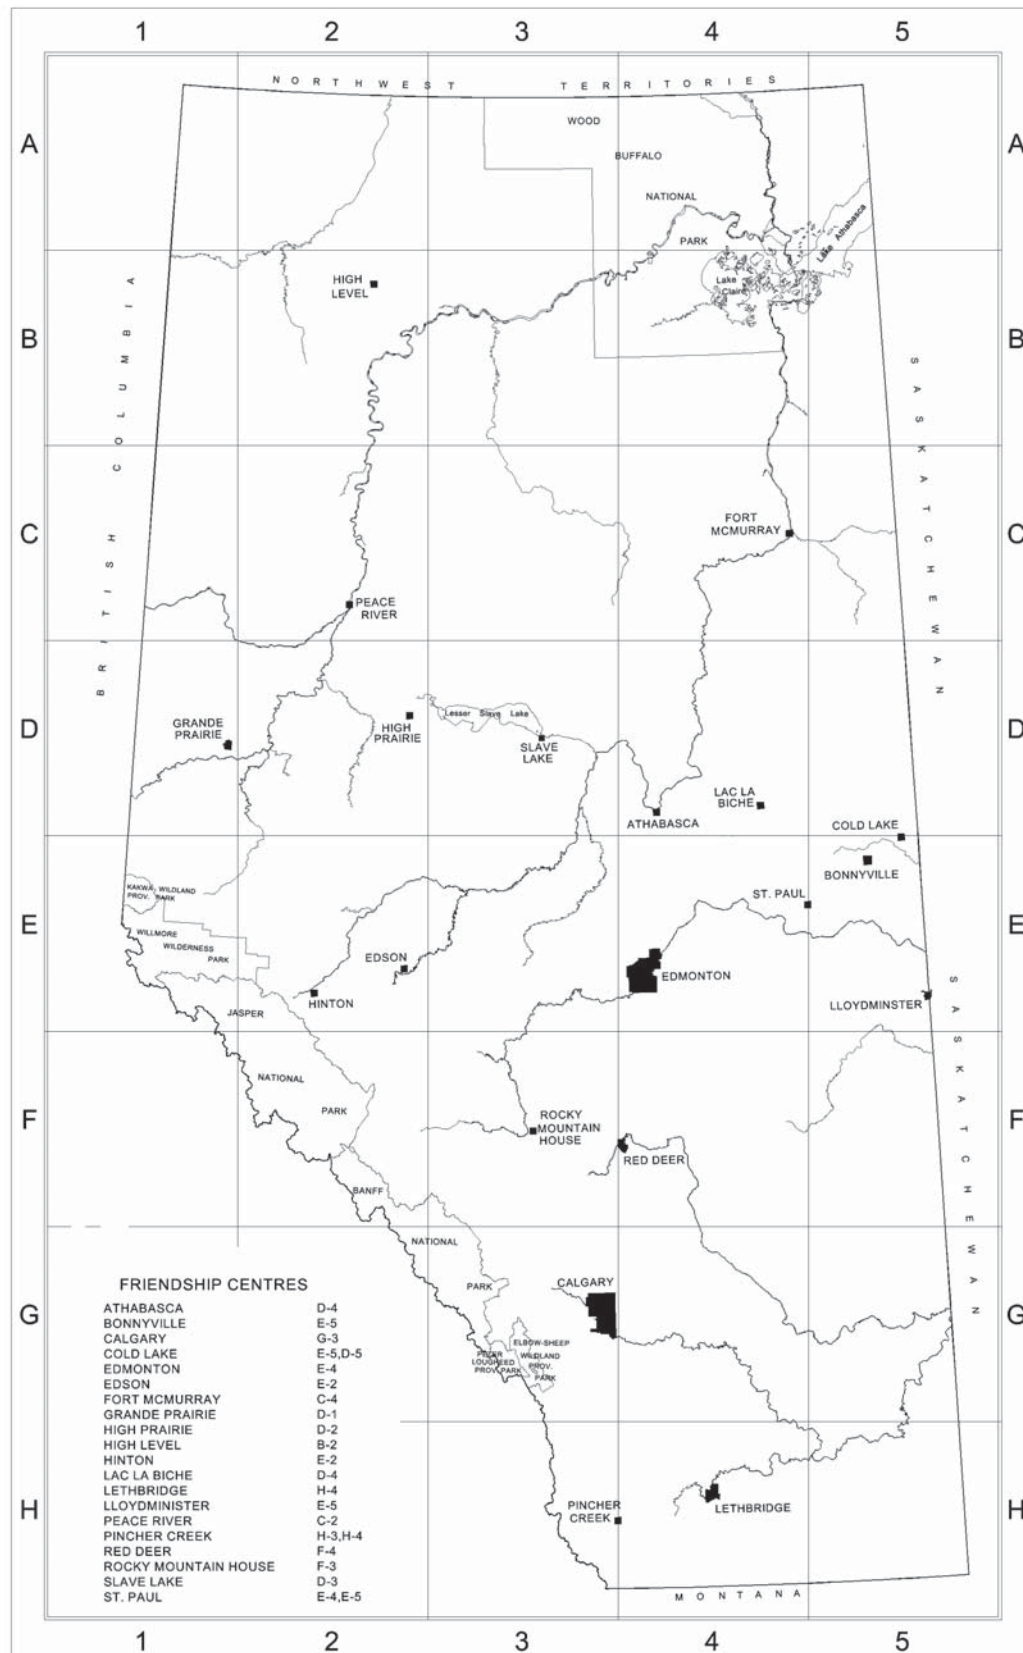 1 2 3 4 5
NORTHWEST TERRITORIES
A A
WOOD
BUFFALO
NATIONAL
PARK
Lake Athabasca
Lake
Claire
HIGH
LEVEL
BRITISH COLUMBIA
B B
SASKATCHEWAN
FORT
MCMURRAY
C C
PEACE
RIVER
GRANDE
PRAIRIE
HIGH
PRAIRIE
Lesser Slave Lake
SLAVE
LAKE
D D
LAC LA
BICHE
ATHABASCA
COLD LAKE
BONNYVILLE
KAKWA WILDLAND
PROV. PARK
ST. PAUL
E E
WILLMORE
WILDERNESS
PARK
EDSON
EDMONTON
HINTON
LLOYDMINSTER
JASPER
NATIONAL
PARK
SASKATCHEWAN
F F
ROCKY
MOUNTAIN
HOUSE
RED DEER
BANFF
NATIONAL
PARK
CALGARY
G G
ELBOW-SHEEP
WILDLAND
PROV.
PARK
PETER
LOUGHEED
PROV. PARK
FRIENDSHIP CENTRES
ATHABASCA D-4
BONNYVILLE E-5
CALGARY G-3
COLD LAKE E-5,D-5
EDMONTON E-4
EDSON E-2
FORT MCMURRAY C-4
GRANDE PRAIRIE D-1
HIGH PRAIRIE D-2
HIGH LEVEL B-2
HINTON E-2
LAC LA BICHE D-4
LETHBRIDGE H-4
LLOYDMINISTER E-5
PEACE RIVER C-2
PINCHER CREEK H-3,H-4
RED DEER F-4
ROCKY MOUNTAIN HOUSE F-3
SLAVE LAKE D-3
ST. PAUL E-4,E-5
H H
PINCHER
CREEK
LETHBRIDGE
MONTANA
1 2 3 4 5